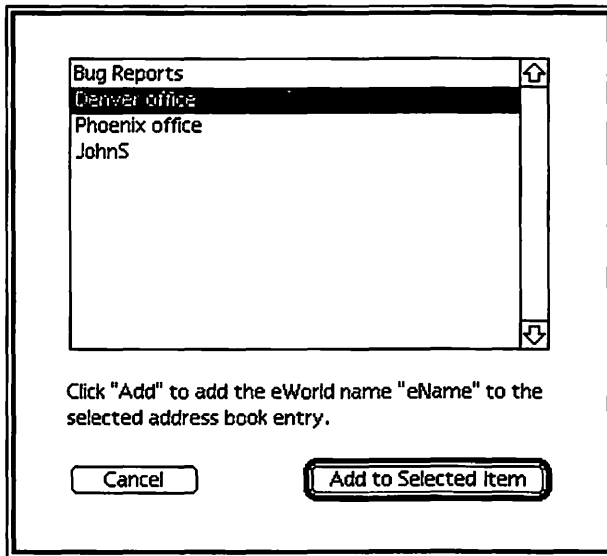 Bug Reports
Denver office
Phoenix office
JohnS
Click "Add" to add the eWorld name "eName" to the
selected address book entry.
Cancel
Add to Selected Item